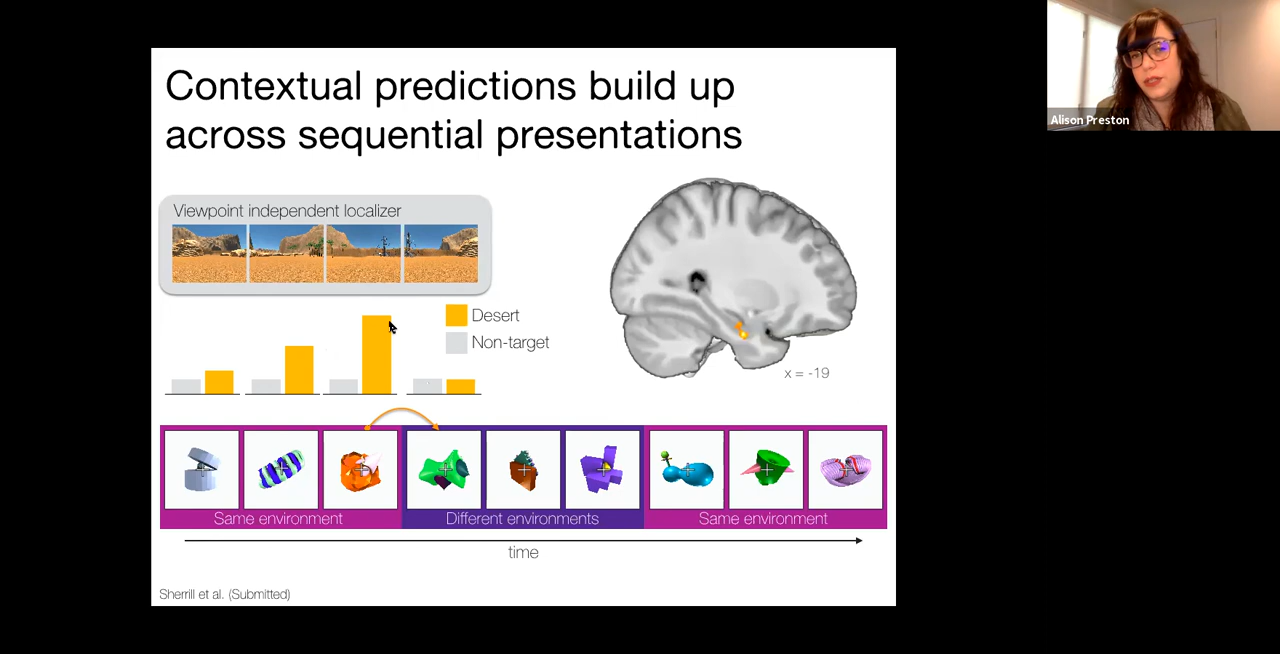 Contextual predictions build up
across sequential presentations
Alison Preston
Viewpoint independent localizer
Desert
Non-target
x = -19
Same environment
Different environments
Same environment
time
Sherrill et al. (Submitted)